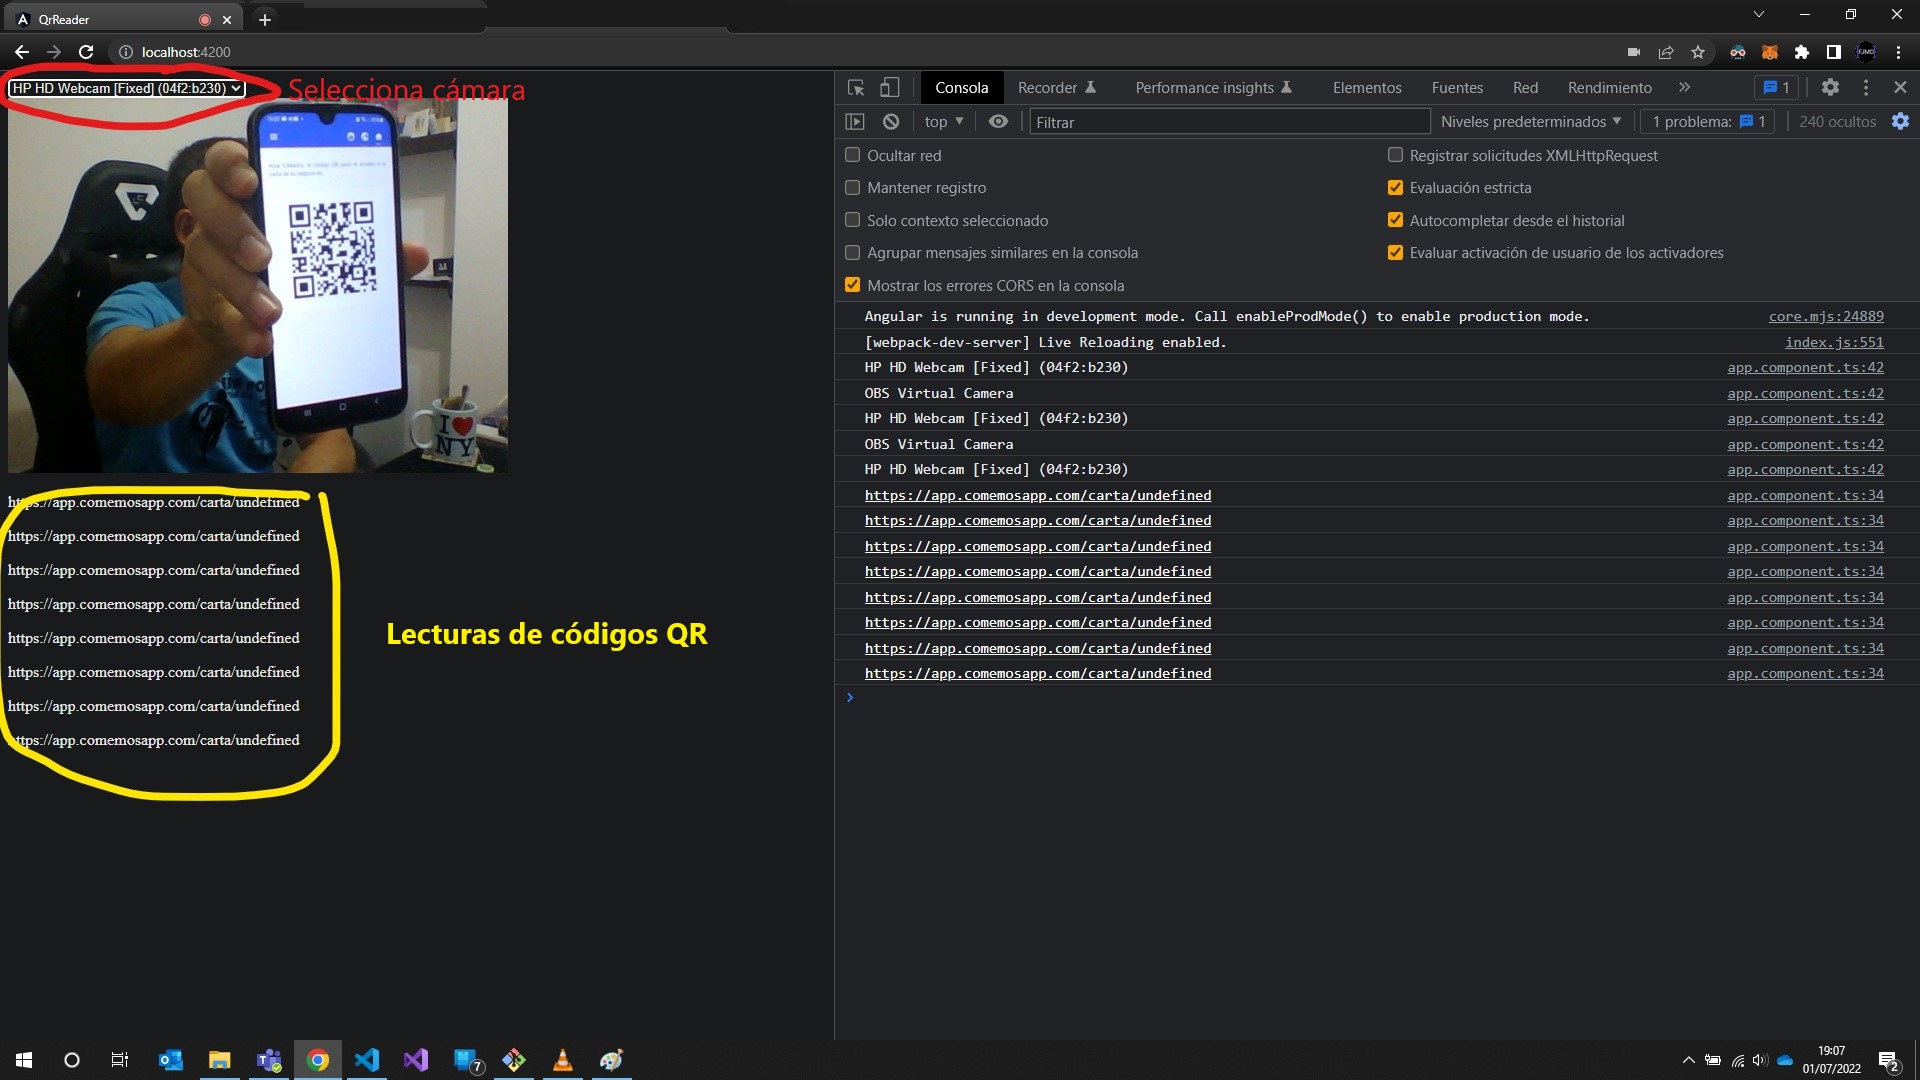 QrReader
localhost:4200
HP HD Webcam [Fixed] (04f2:b230)
Selecciona cámara
I
NY
https://app.comemosapp.com/carta/undefined
https://app.comemosapp.com/carta/undefined
https://app.comemosapp.com/carta/undefined
https://app.comemosapp.com/carta/undefined
https://app.comemosapp.com/carta/undefined
https://app.comemosapp.com/carta/undefined
https://app.comemosapp.com/carta/undefined
https://app.comemosapp.com/carta/undefined
Lecturas de códigos QR
Consola Recorder Performance insights Elementos Fuentes Red Rendimiento 1
top Filtrar Niveles predeterminados 1 problema: 1 240 ocultos
Ocultar red Registrar solicitudes XMLHttpRequest
Mantener registro Evaluación estricta
Solo contexto seleccionado Autocompletar desde el historial
Agrupar mensajes similares en la consola Evaluar activación de usuario de los activadores
Mostrar los errores CORS en la consola
Angular is running in development mode. Call enableProdMode() to enable production mode. core.mjs:24889
[webpack-dev-server] Live Reloading enabled. index.js:551
HP HD Webcam [Fixed] (04f2:b230) app.component.ts:42
OBS Virtual Camera app.component.ts:42
HP HD Webcam [Fixed] (04f2:b230) app.component.ts:42
OBS Virtual Camera app.component.ts:42
HP HD Webcam [Fixed] (04f2:b230) app.component.ts:42
https://app.comemosapp.com/carta/undefined app.component.ts:34
https://app.comemosapp.com/carta/undefined app.component.ts:34
https://app.comemosapp.com/carta/undefined app.component.ts:34
https://app.comemosapp.com/carta/undefined app.component.ts:34
https://app.comemosapp.com/carta/undefined app.component.ts:34
https://app.comemosapp.com/carta/undefined app.component.ts:34
https://app.comemosapp.com/carta/undefined app.component.ts:34
https://app.comemosapp.com/carta/undefined app.component.ts:34
7
19:07
01/07/2022
2